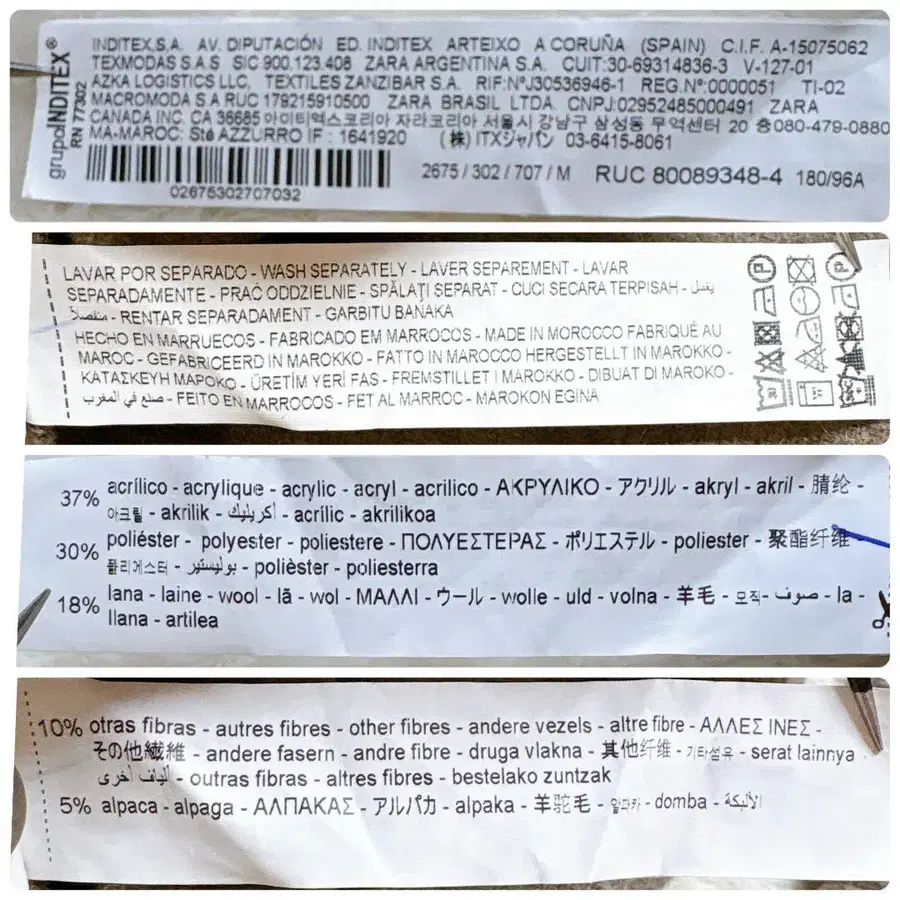 grupo INDITEX®
RN 77302
INDITEX,S.A. AV. DIPUTACIÓN ED. INDITEX ARTEIXO A CORUÑA (SPAIN) C.I.F. A-15075062
TEXMODAS S.A.S SIC 900.123.408 ZARA ARGENTINA S.A. CUIT:30-69314836-3 V-127-01
AZKA LOGISTICS LLC, TEXTILES ZANZIBAR S.A. RIF:NºJ30536946-1 REG.Nº:0000051 TI-02
MACROMODA S.A RUC 179215910500 ZARA BRASIL LTDA. CNPJ:02952485000491 ZARA
CANADA INC. CA 36685 아이티엑스코리아 자라코리아 서울시 강남구 삼성동 무역센터 20 층080-479-0880
MA-MAROC: Sté AZZURRO IF : 1641920 (株) ITXジャパン 03-6415-8061
02675302707032
2675 / 302 / 707 / M RUC 80089348-4 180/96A
LAVAR POR SEPARADO - WASH SEPARATELY - LAVER SEPAREMENT - LAVAR
SEPARADAMENTE - PRAĆ ODDZIELNIE - SPĂLAŢI SEPARAT - CUCI SECARA TERPISAH - يغسل
منفصلاً - RENTAR SEPARADAMENT - GARBITU BANAKA
HECHO EN MARRUECOS - FABRICADO EM MARROCOS - MADE IN MOROCCO FABRIQUÉ AU
MAROC - GEFABRICEERD IN MAROKKO - FATTO IN MAROCCO HERGESTELLT IN MAROKKO -
ΚΑΤΑΣΚΕΥΗ ΜΑΡΟΚΟ - ÜRETİM YERİ FAS - FREMSTILLET I MAROKKO - DIBUAT DI MAROKO -
صنع في المغرب - FEITO EN MARROCOS - FET AL MARROC - MAROKON EGINA
37% acrílico - acrylique - acrylic - acryl - acrilico - ΑΚΡΥΛΙΚΟ - アクリル - akryl - akril - 腈纶 -
아크릴 - akrilik - أكريليك - acrílic - akrilikoa
30% poliéster - polyester - poliestere - ΠΟΛΥΕΣΤΕΡΑΣ - ポリエステル - poliester - 聚酯纤维 -
폴리에스터 - بوليستير - polièster - poliesterra
18% lana - laine - wool - lã - wol - ΜΑΛΛΙ - ウール - wolle - uld - volna - 羊毛 - 모직 - صوف - la -
llana - artilea
10% otras fibras - autres fibres - other fibres - andere vezels - altre fibre - ΑΛΛΕΣ ΙΝΕΣ -
その他繊維 - andere fasern - andre fibre - druga vlakna - 其他纤维 - 기타섬유 - serat lainnya
ألياف أخرى - outras fibras - altres fibres - bestelako zuntzak
5% alpaca - alpaga - ΑΛΠΑΚΑΣ - アルパカ - alpaka - 羊驼毛 - 알파카 - domba - الألبكة